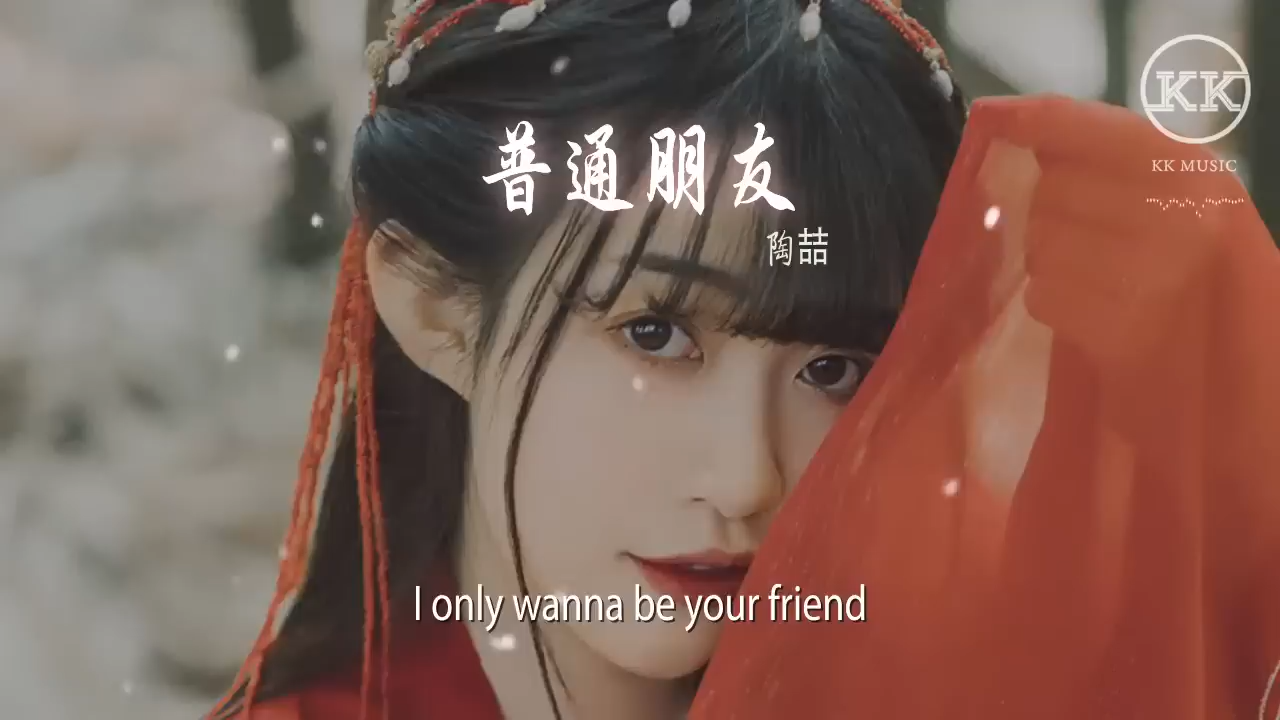 普通朋友
陶喆
KK
KK MUSIC
I only wanna be your friend